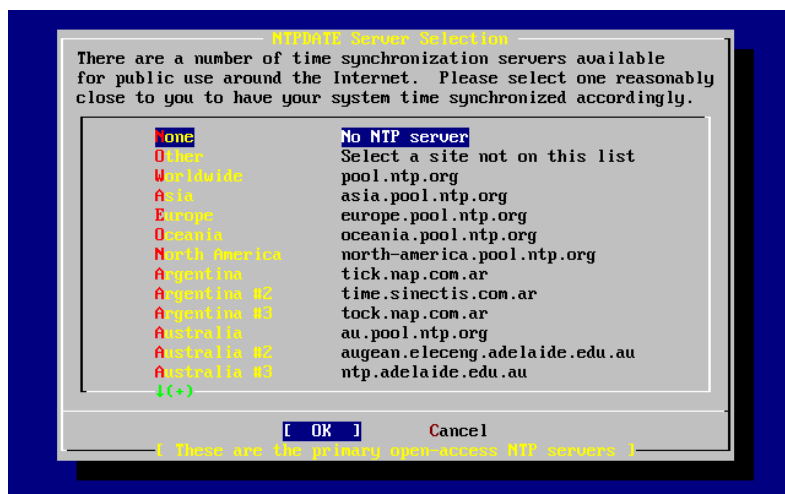 NTPDATE Server Selection
There are a number of time synchronization servers available
for public use around the Internet.  Please select one reasonably
close to you to have your system time synchronized accordingly.
None No NTP server
Other Select a site not on this list
Worldwide pool.ntp.org
Asia asia.pool.ntp.org
Europe europe.pool.ntp.org
Oceania oceania.pool.ntp.org
North America north-america.pool.ntp.org
Argentina tick.nap.com.ar
Argentina #2 time.sinectis.com.ar
Argentina #3 tock.nap.com.ar
Australia au.pool.ntp.org
Australia #2 augean.eleceng.adelaide.edu.au
Australia #3 ntp.adelaide.edu.au
↓(+)
[ OK ] Cancel
[ These are the primary open-access NTP servers ]